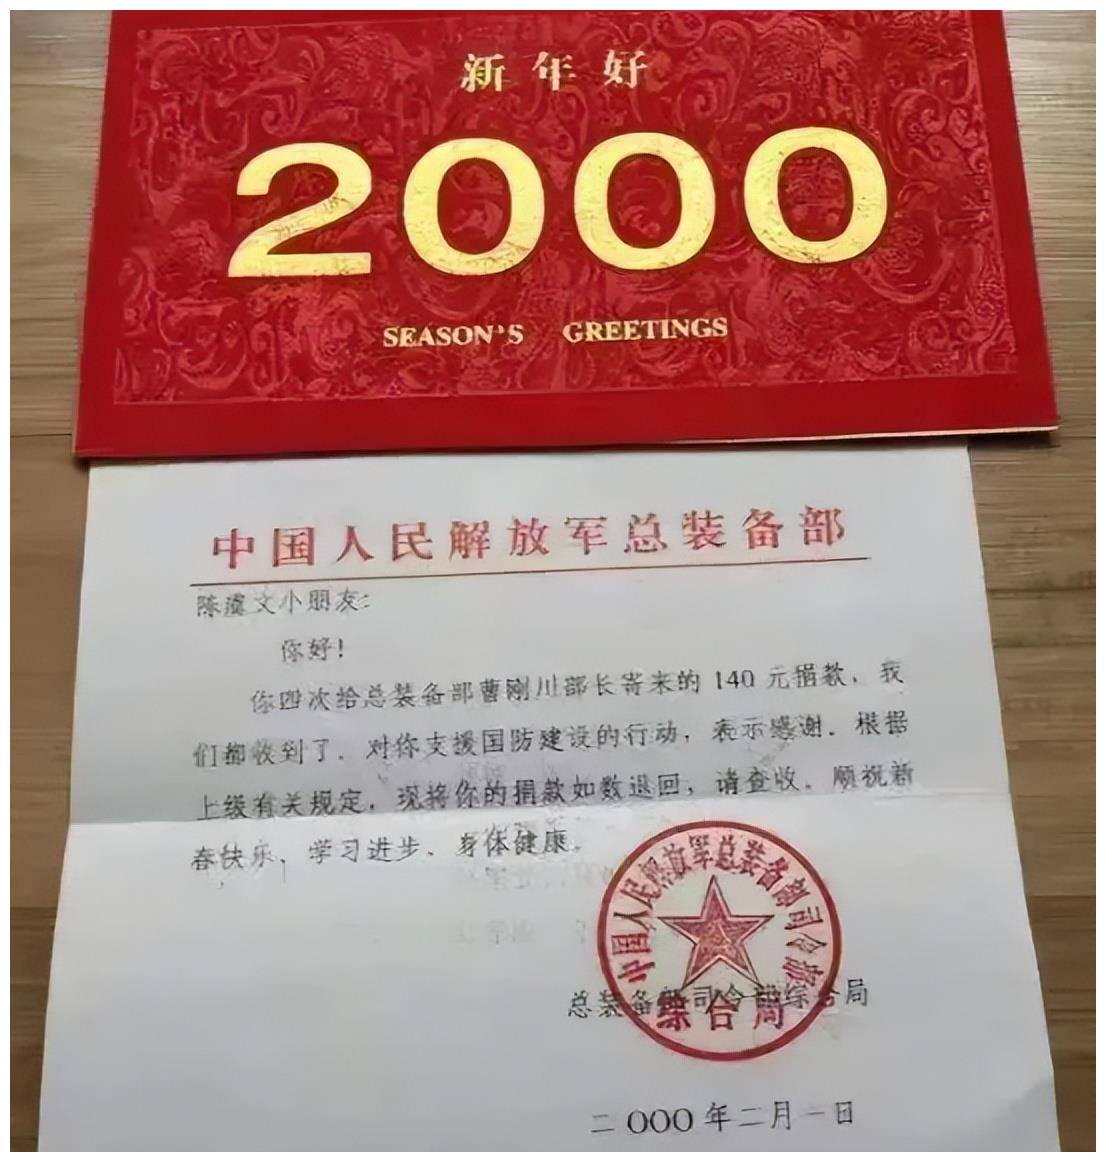 新年好
2000
SEASON'S GREETINGS
中国人民解放军总装备部
陈潇文小朋友：
你好！
你四次给总装备部曹刚川部长寄来的140元捐款，我
们都收到了，对你支援国防建设的行动，表示感谢。根据
上级有关规定，现将你的捐款如数退回，请查收。顺祝新
春快乐、学习进步、身体健康。
中国人民解放军总装备部司令部
综合局
总装备部司令部综合局
二〇〇〇年二月一日